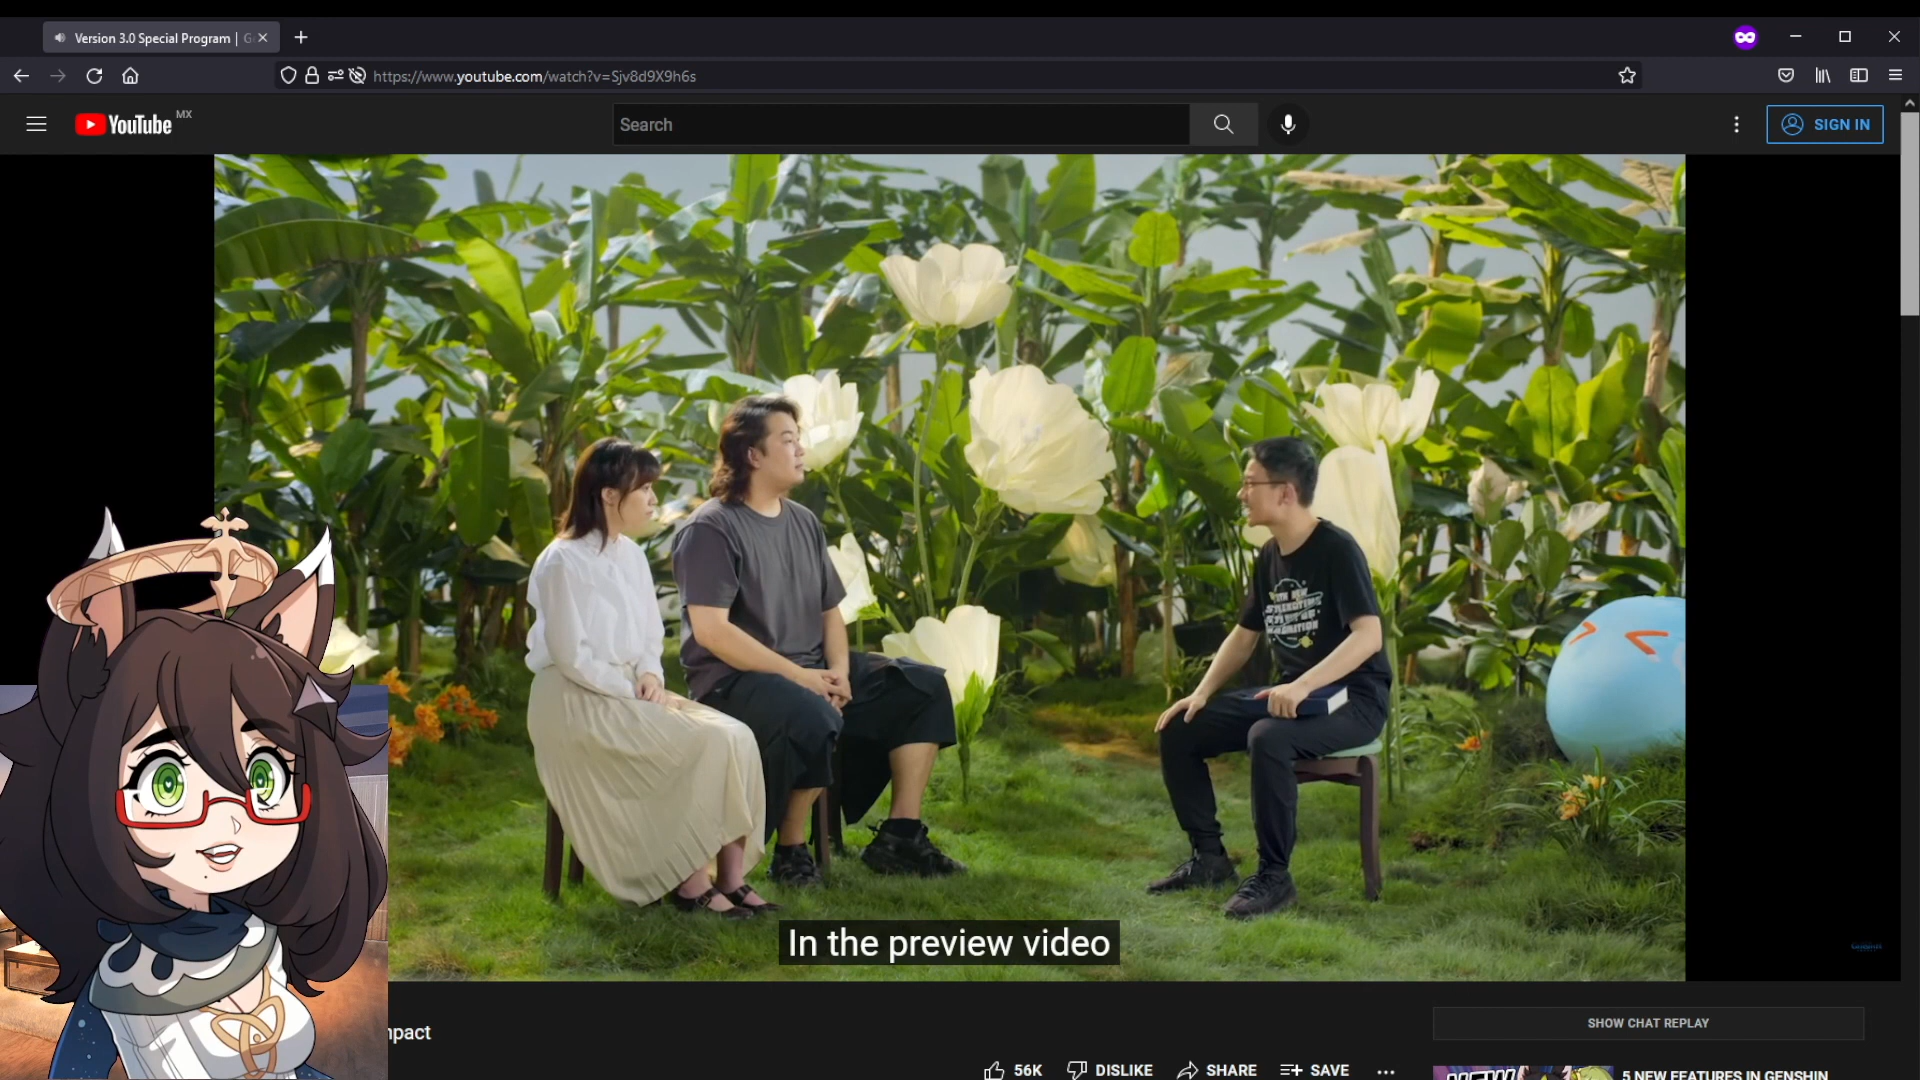 Version 3.0 Special Program | G
https://www.youtube.com/watch?v=Sjv8d9X9h6s
YouTube MX
Search
SIGN IN
In the preview video
npact
SHOW CHAT REPLAY
56K
DISLIKE
SHARE
SAVE
5 NEW FEATURES IN GENSHIN